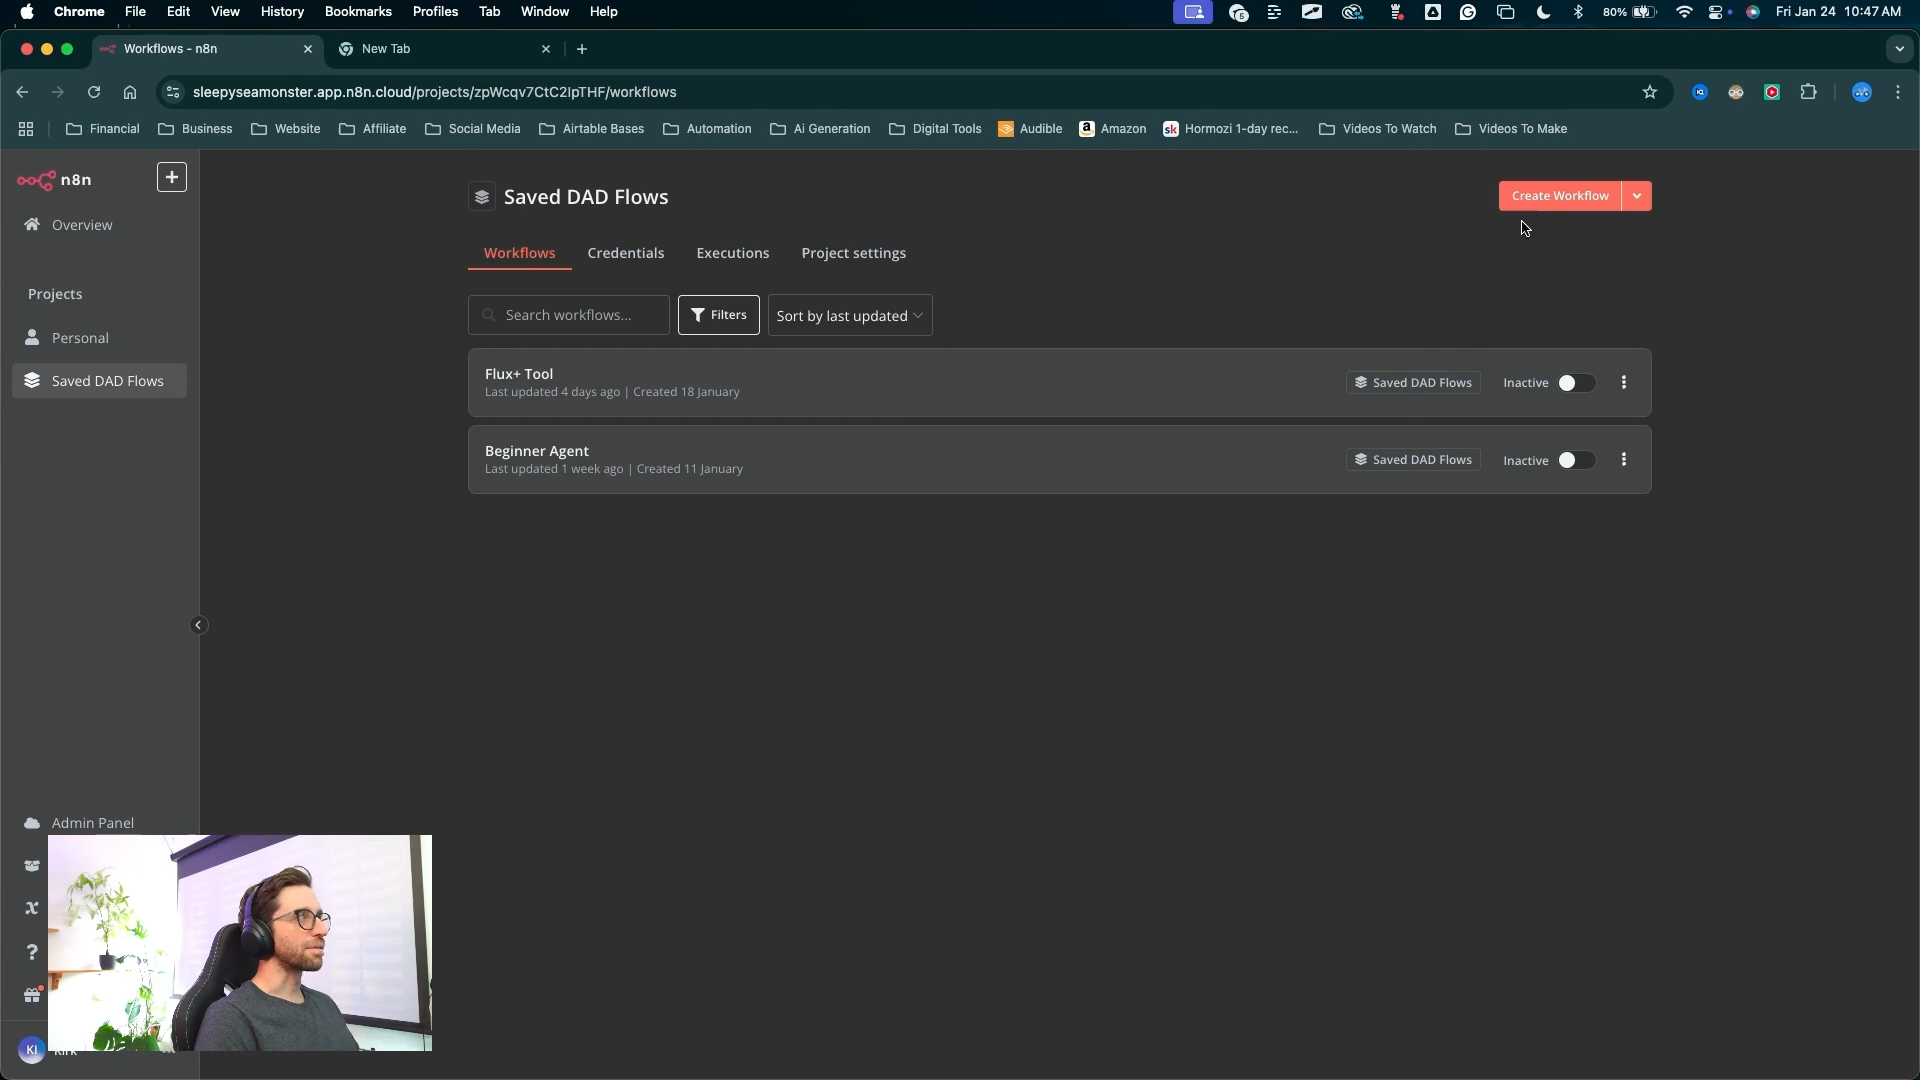 Chrome File Edit View History Bookmarks Profiles Tab Window Help 5 80% Fri Jan 24 10:47 AM
Workflows - n8n New Tab
sleepyseamonster.app.n8n.cloud/projects/zpWcqv7CtC2IpTHF/workflows
Financial Business Website Affiliate Social Media Airtable Bases Automation Ai Generation Digital Tools Audible a Amazon sk Hormozi 1-day rec... Videos To Watch Videos To Make
n8n
Overview
Projects
Personal
Saved DAD Flows
Admin Panel
KI
Saved DAD Flows
Create Workflow
Workflows Credentials Executions Project settings
Search workflows... Filters Sort by last updated
Flux+ Tool
Last updated 4 days ago | Created 18 January
Saved DAD Flows Inactive
Beginner Agent
Last updated 1 week ago | Created 11 January
Saved DAD Flows Inactive